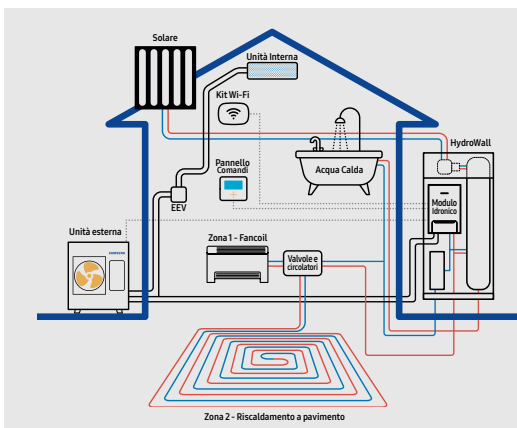 Solare
Unità Interna
Kit Wi-Fi
HydroWall
Acqua Calda
Pannello
Comandi
Modulo
Idronico
EEV
Unità esterna
SAMSUNG
Zona 1 - Fancoil
Valvole e
circolatori
Zona 2 - Riscaldamento a pavimento